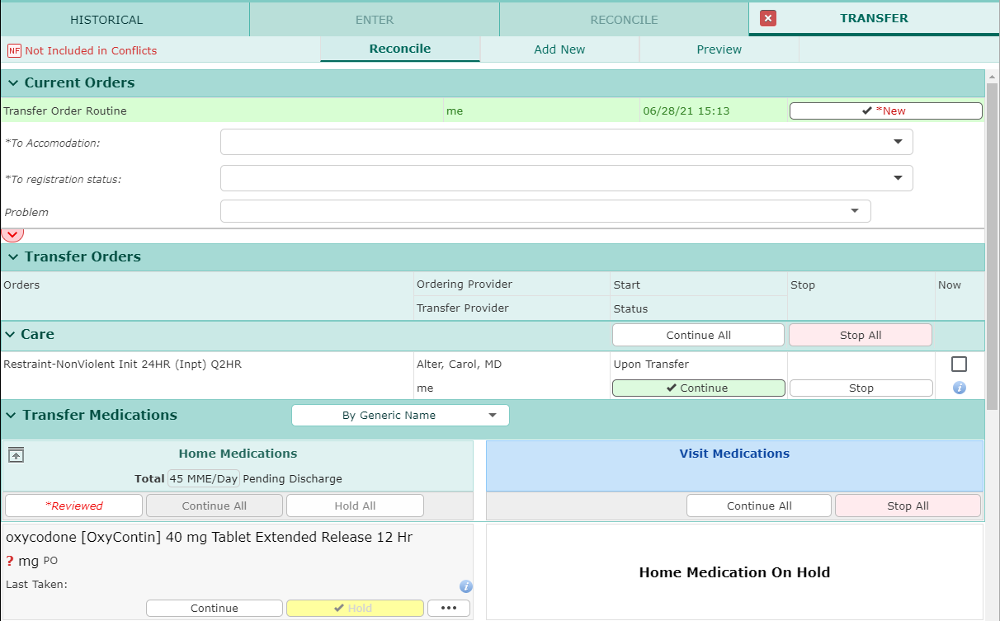 HISTORICAL ENTER RECONCILE TRANSFER
NF Not Included in Conflicts Reconcile Add New Preview
Current Orders
Transfer Order Routine me 06/28/21 15:13 *New
*To Accomodation:
*To registration status:
Problem
Transfer Orders
Orders Ordering Provider Start Stop Now
Transfer Provider Status
Care Continue All Stop All
Restraint-NonViolent Init 24HR (Inpt) Q2HR Alter, Carol, MD Upon Transfer
me Continue Stop
Transfer Medications By Generic Name
Home Medications Visit Medications
Total 45 MME/Day Pending Discharge
*Reviewed Continue All Hold All Continue All Stop All
oxycodone [OxyContin] 40 mg Tablet Extended Release 12 Hr
? mg PO
Home Medication On Hold
Last Taken:
Continue Hold